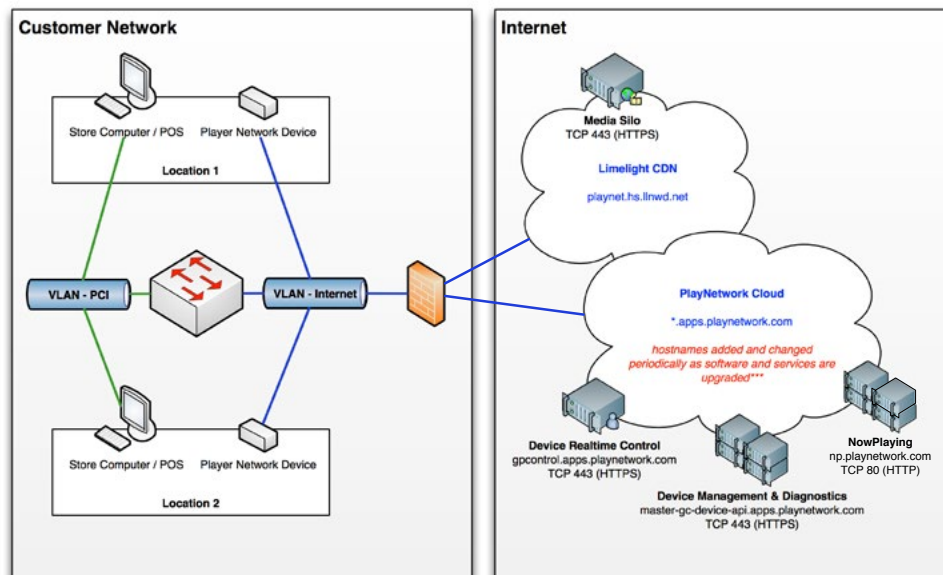 Customer Network
Store Computer / POS
Player Network Device
Location 1
VLAN - PCI
VLAN - Internet
Store Computer / POS
Player Network Device
Location 2
Internet
Media Silo
TCP 443 (HTTPS)
Limelight CDN
playnet.hs.llnwd.net
PlayNetwork Cloud
*.apps.playnetwork.com
hostnames added and changed
periodically as software and services are
upgraded***
Device Realtime Control
gpcontrol.apps.playnetwork.com
TCP 443 (HTTPS)
Device Management & Diagnostics
master-gc-device-api.apps.playnetwork.com
TCP 443 (HTTPS)
NowPlaying
np.playnetwork.com
TCP 80 (HTTP)